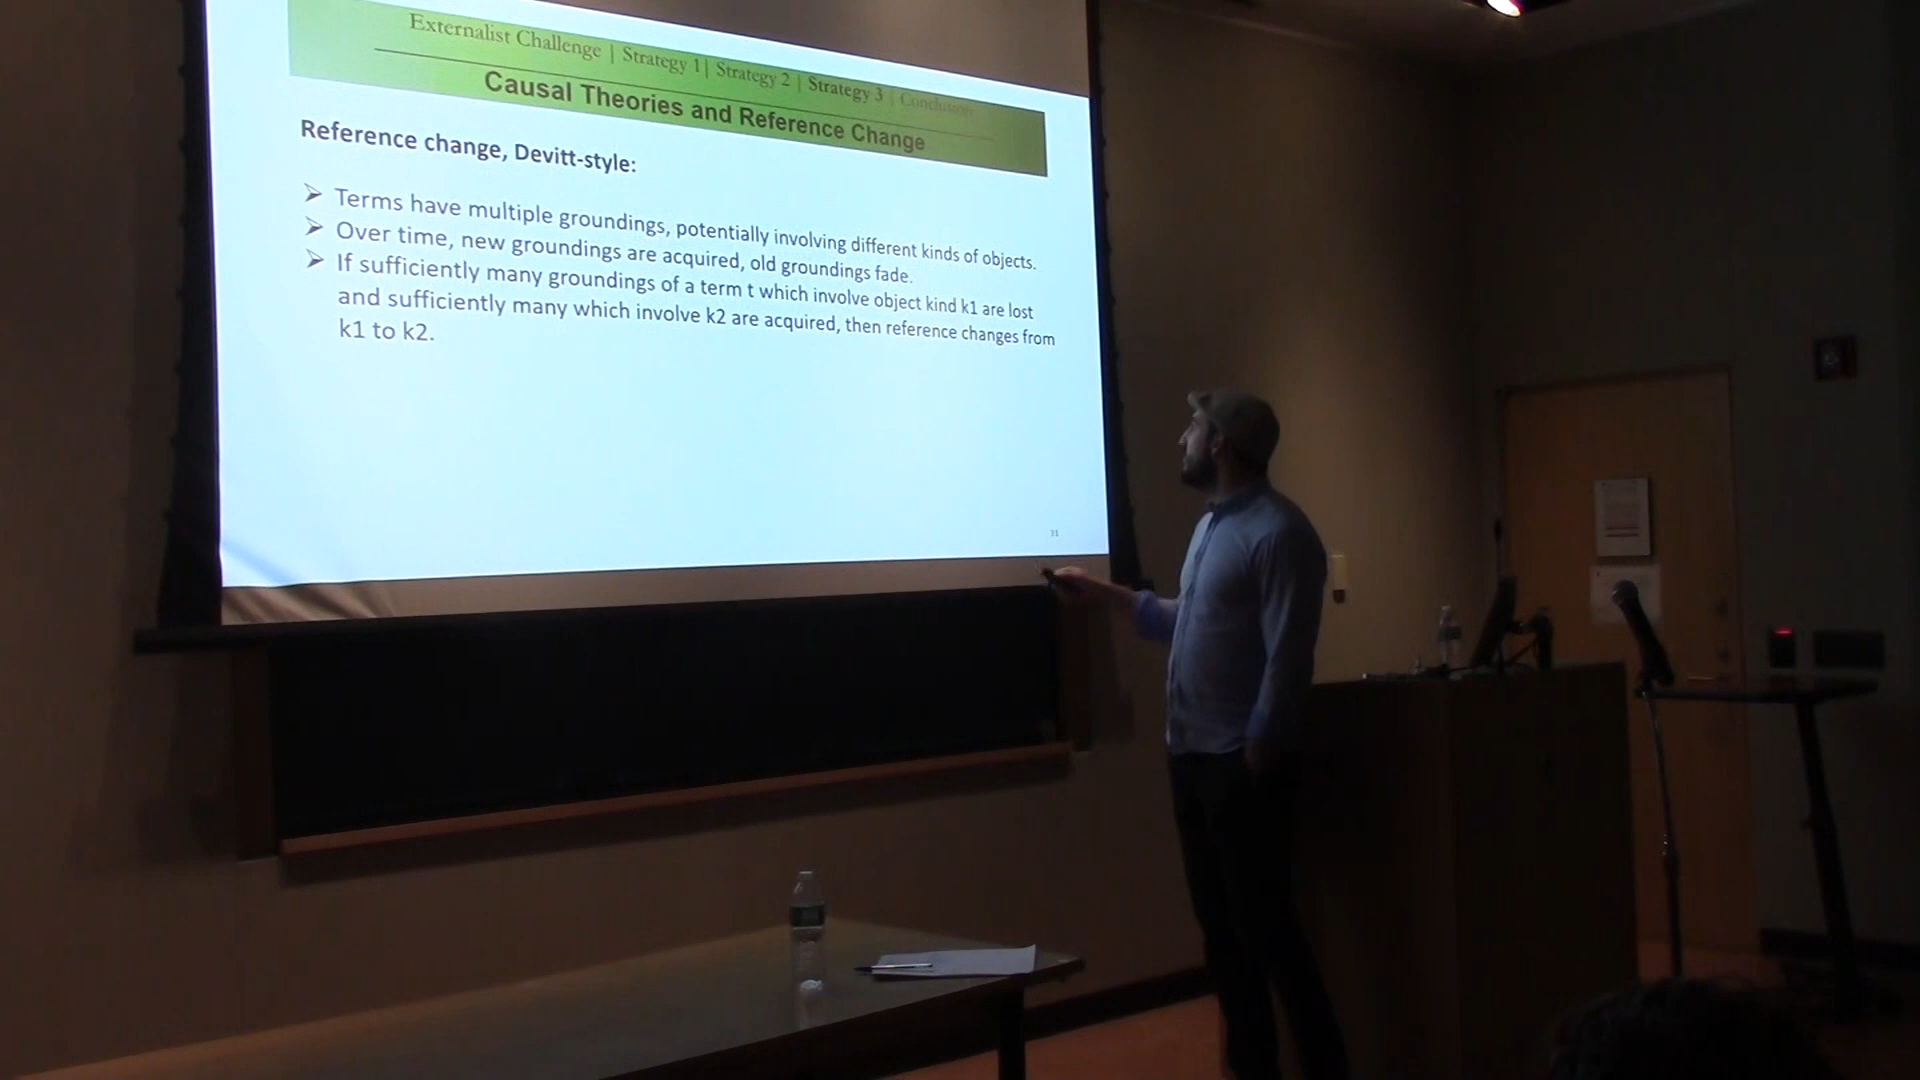 Externalist Challenge | Strategy 1| Strategy 2 | Strategy 3 | Conclusion
Causal Theories and Reference Change
Reference change, Devitt-style:
➢ Terms have multiple groundings, potentially involving different kinds of objects.
➢ Over time, new groundings are acquired, old groundings fade.
➢ If sufficiently many groundings of a term t which involve object kind k1 are lost
and sufficiently many which involve k2 are acquired, then reference changes from
k1 to k2.
31